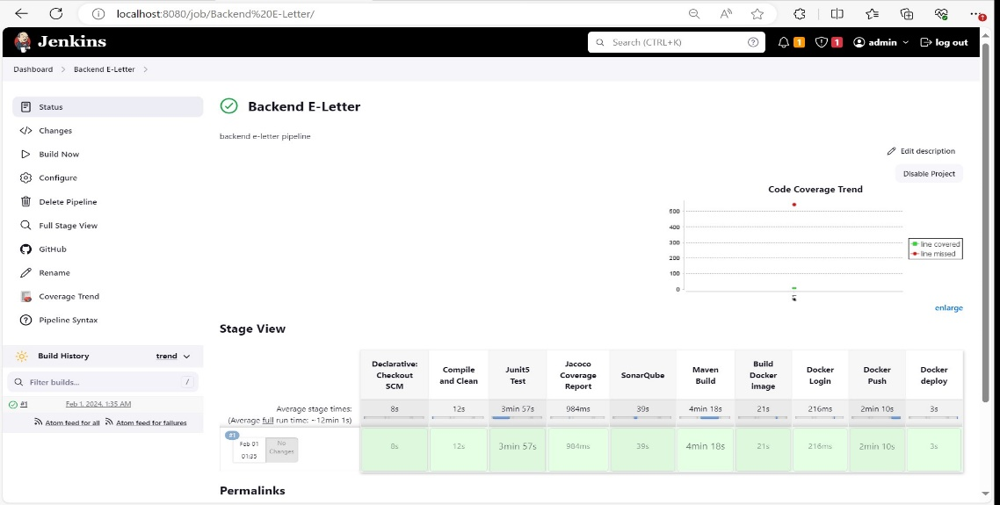 localhost:8080/job/Backend%20E-Letter/
Jenkins
Search (CTRL+K)
1
1
admin
log out
Dashboard
Backend E-Letter
Status
Changes
Build Now
Configure
Delete Pipeline
Full Stage View
GitHub
Rename
Coverage Trend
Pipeline Syntax
Build History
trend
Filter builds...
/
#1
Feb 1, 2024, 1:35 AM
Atom feed for all
Atom feed for failures
Backend E-Letter
backend e-letter pipeline
Edit description
Disable Project
Code Coverage Trend
600
400
300
200
100
0
line covered
line missed
enlarge
Stage View
Declarative: Checkout SCM
Compile and Clean
Junit5 Test
Jacoco Coverage Report
SonarQube
Maven Build
Build Docker image
Docker Login
Docker Push
Docker deploy
Average stage times:
(Average full run time: ~12min 1s)
8s
12s
3min 57s
984ms
39s
4min 18s
21s
216ms
2min 10s
3s
#1
Feb 01
01:35
No Changes
8s
12s
3min 57s
984ms
39s
4min 18s
21s
216ms
2min 10s
3s
Permalinks